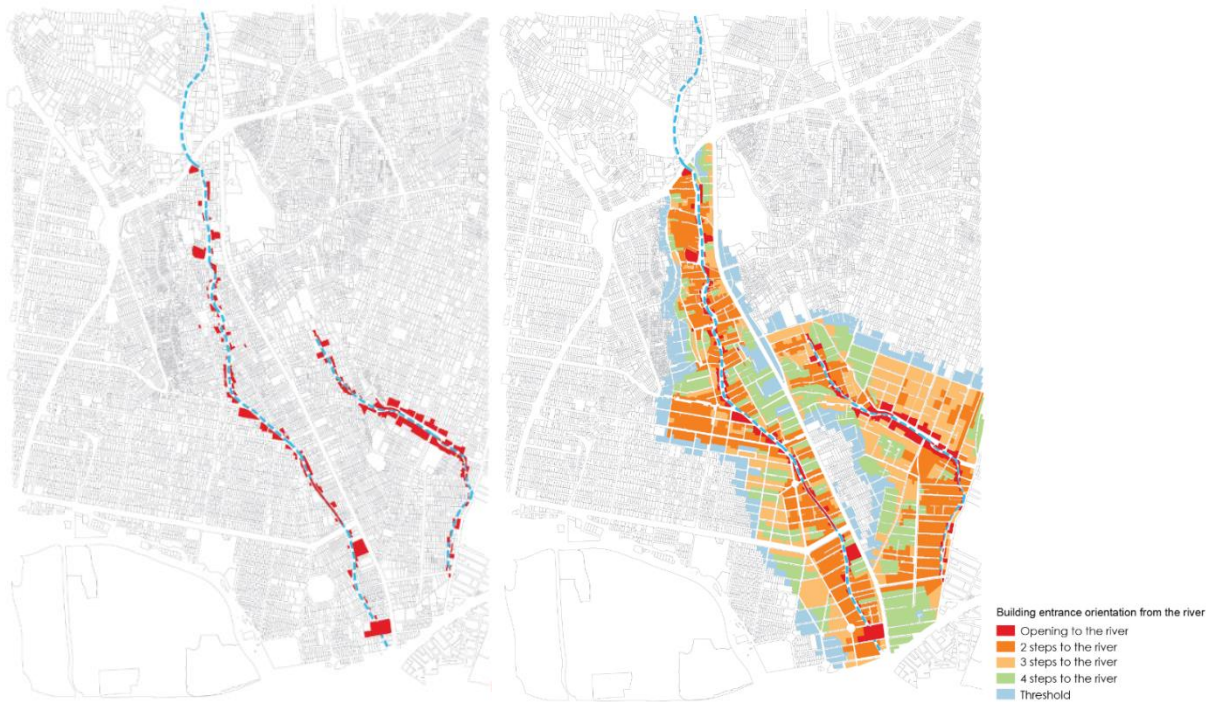 Building entrance orientation from the river
Opening to the river
2 steps to the river
3 steps to the river
4 steps to the river
Threshold